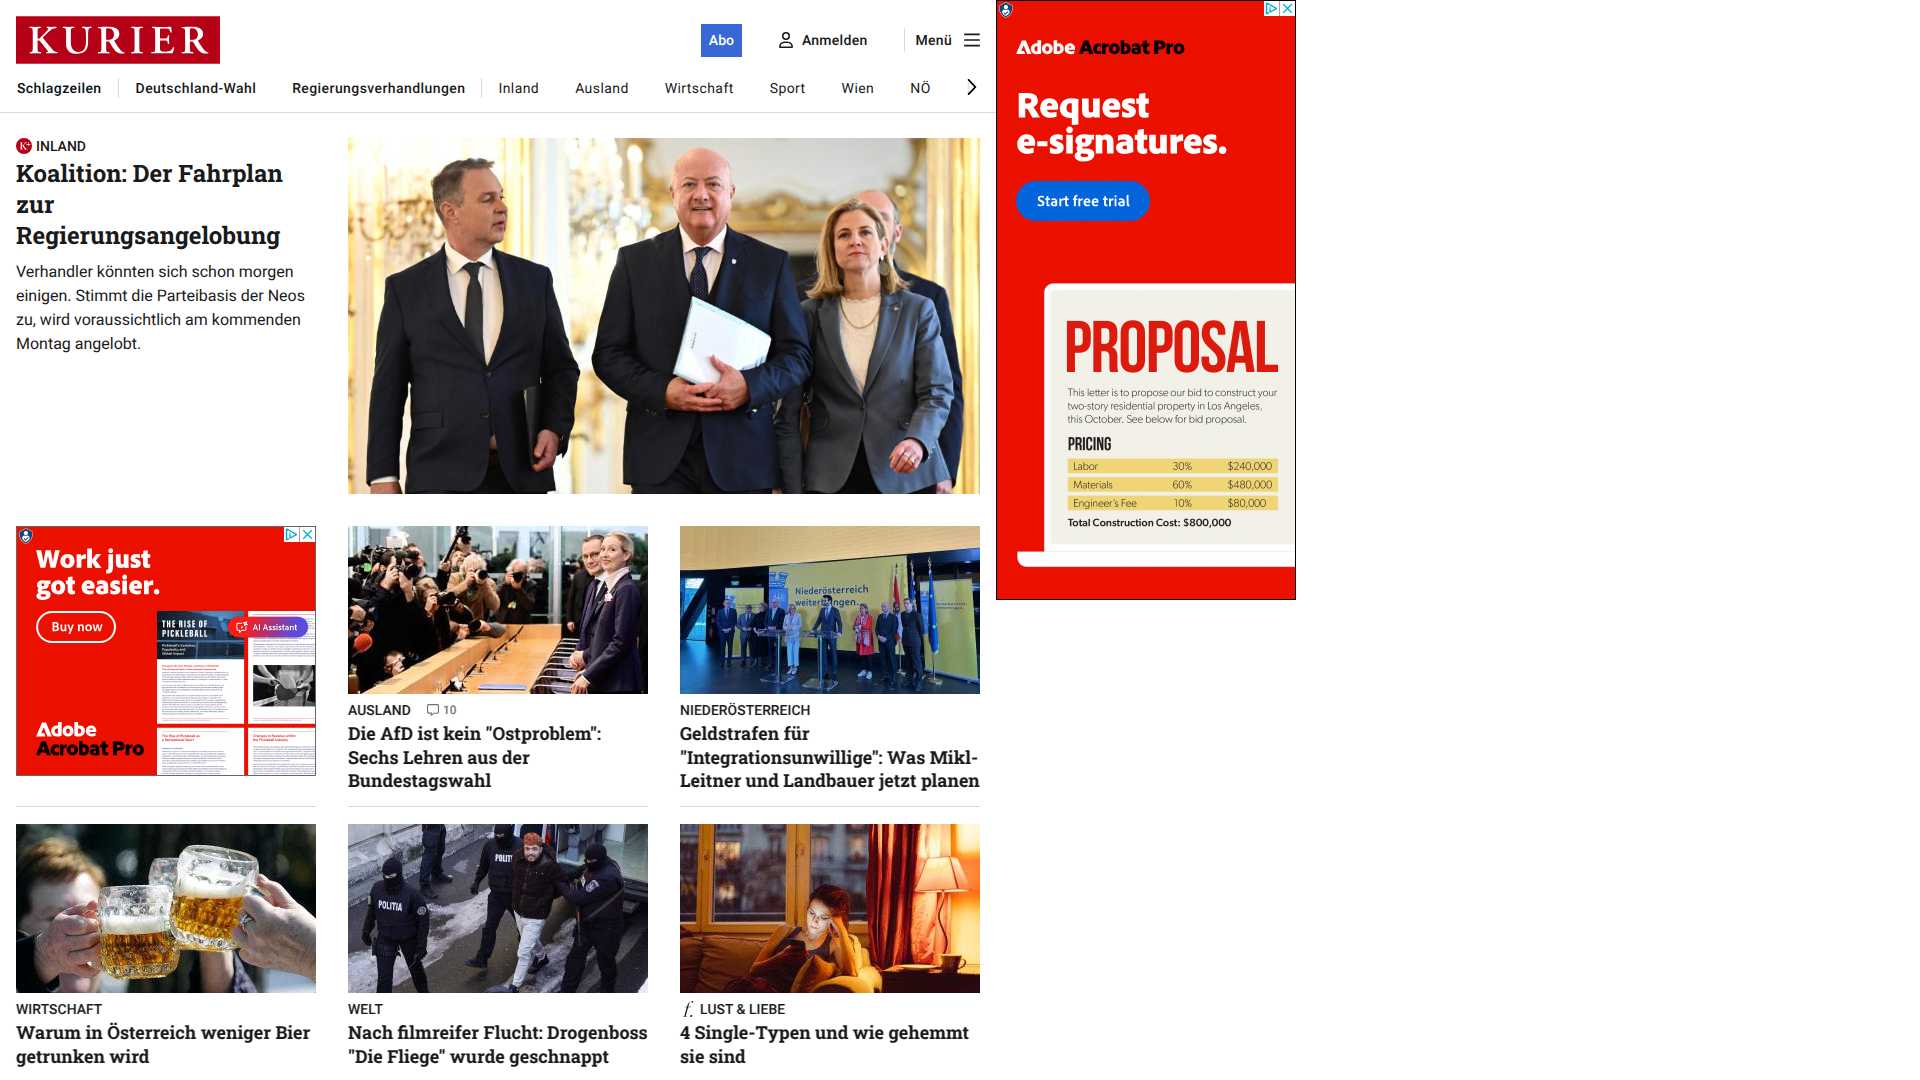 KURIER
Abo
Anmelden
Menü
Schlagzeilen
Deutschland-Wahl
Regierungsverhandlungen
Inland
Ausland
Wirtschaft
Sport
Wien
NÖ
INLAND
Koalition: Der Fahrplan
zur
Regierungsangelobung
Verhandler könnten sich schon morgen
einigen. Stimmt die Parteibasis der Neos
zu, wird voraussichtlich am kommenden
Montag angelobt.
Adobe Acrobat Pro
Request
e-signatures.
Start free trial
PROPOSAL
This letter is to propose our bid to construct your
two-story residential property in Los Angeles,
this October. See below for bid proposal.
PRICING
Labor 30% $240,000
Materials 60% $480,000
Engineer's Fee 10% $80,000
Total Construction Cost: $800,000
Work just
got easier.
Buy now
THE RISE OF
PICKLEBALL
AI Assistant
Adobe
Acrobat Pro
AUSLAND 10
Die AfD ist kein "Ostproblem":
Sechs Lehren aus der
Bundestagswahl
Niederösterreich
NIEDERÖSTERREICH
Geldstrafen für
"Integrationsunwillige": Was Mikl-
Leitner und Landbauer jetzt planen
WIRTSCHAFT
Warum in Österreich weniger Bier
getrunken wird
POLITIA
WELT
Nach filmreifer Flucht: Drogenboss
"Die Fliege" wurde geschnappt
f. LUST & LIEBE
4 Single-Typen und wie gehemmt
sie sind